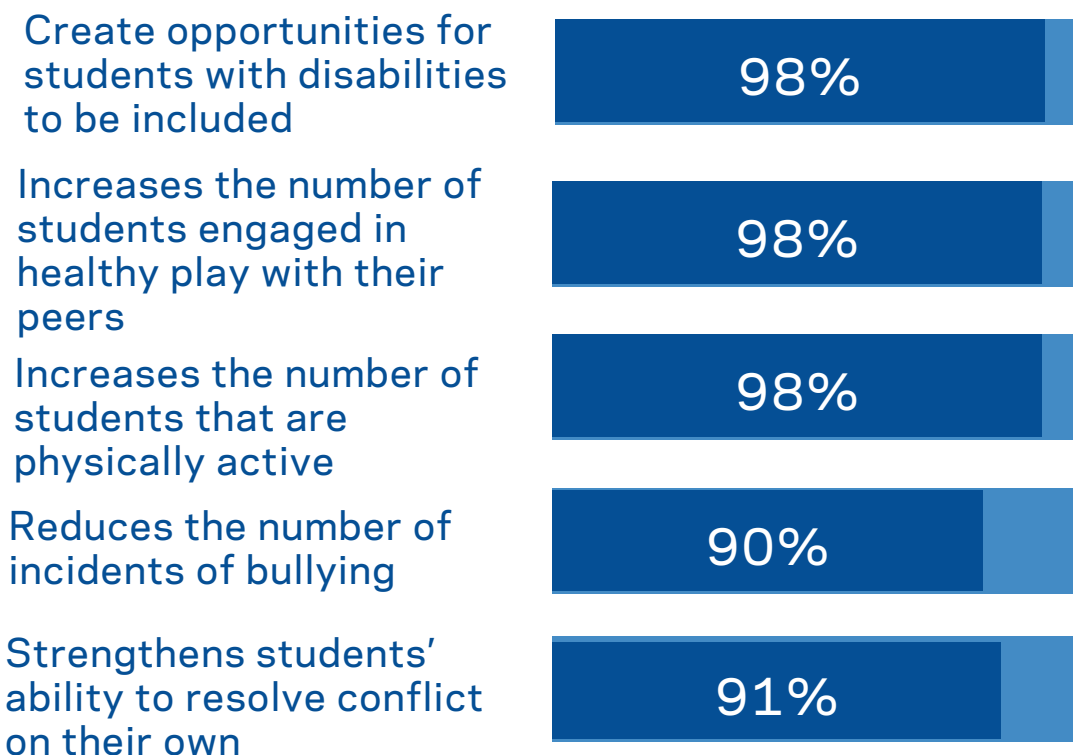 Create opportunities for
students with disabilities
to be included
98%
Increases the number of
students engaged in
healthy play with their
peers
98%
Increases the number of
students that are
physically active
98%
Reduces the number of
incidents of bullying
90%
Strengthens students’
ability to resolve conflict
on their own
91%